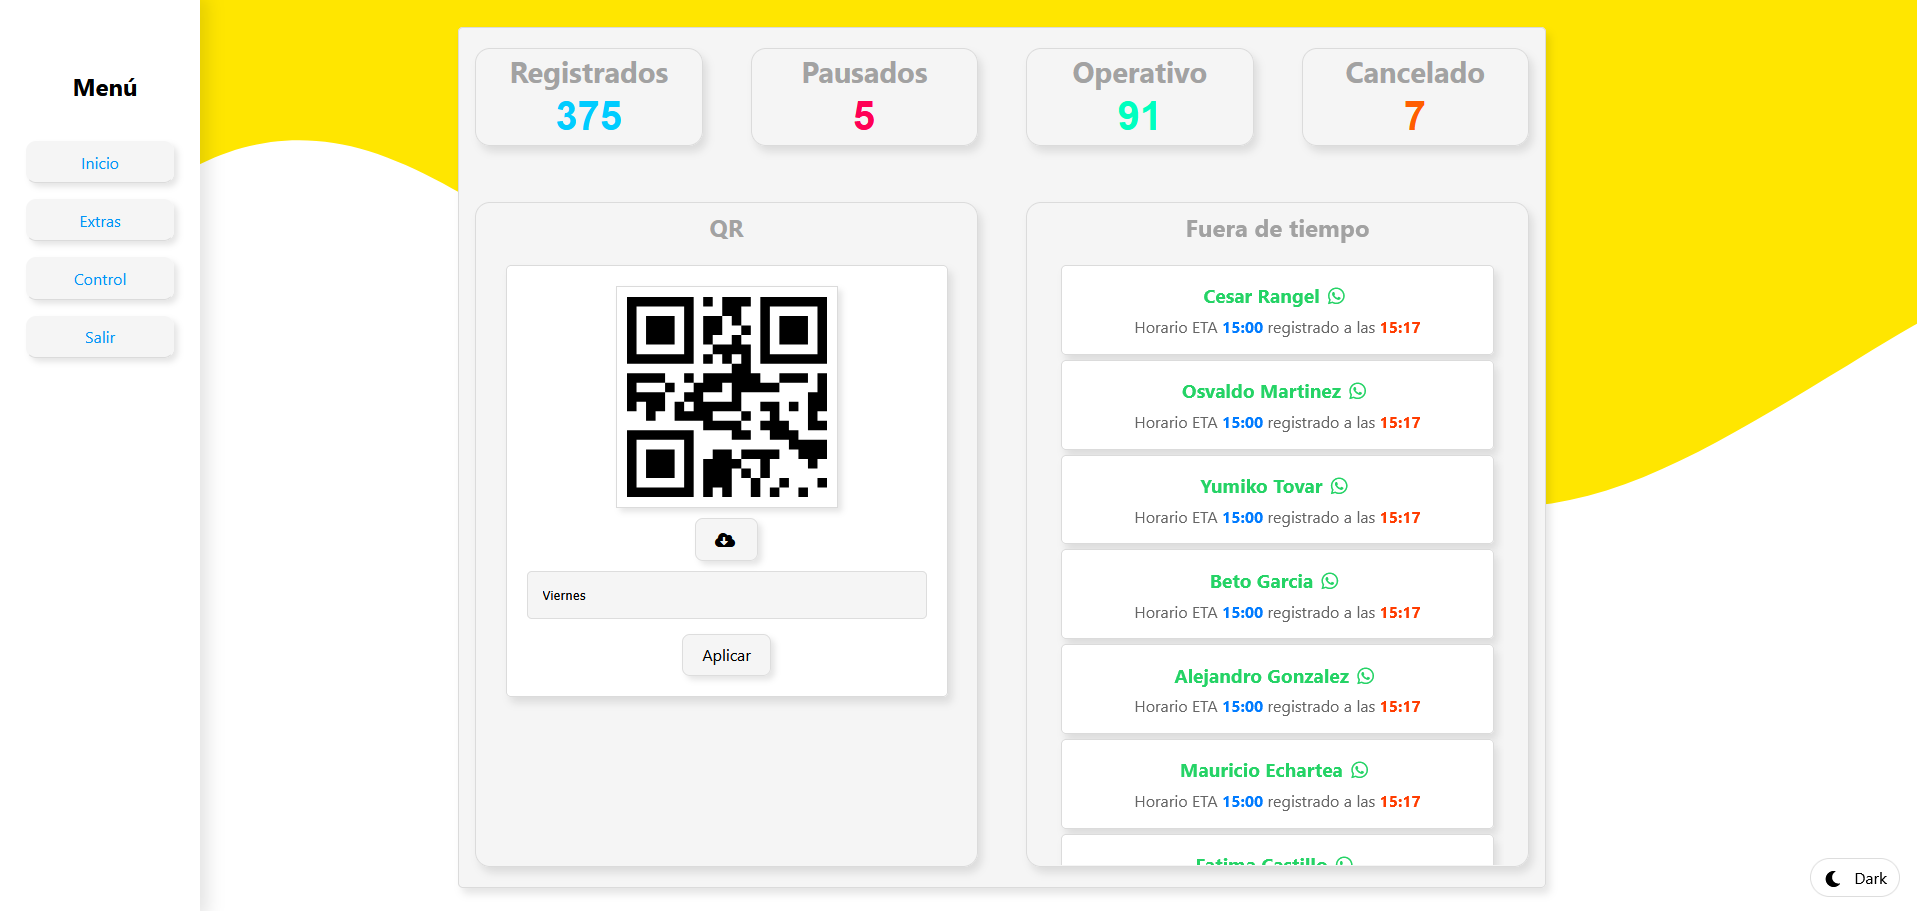 Menú
Inicio
Extras
Control
Salir
Registrados
375
Pausados
5
Operativo
91
Cancelado
7
QR
Viernes
Aplicar
Fuera de tiempo
Cesar Rangel
Horario ETA 15:00 registrado a las 15:17
Osvaldo Martinez
Horario ETA 15:00 registrado a las 15:17
Yumiko Tovar
Horario ETA 15:00 registrado a las 15:17
Beto Garcia
Horario ETA 15:00 registrado a las 15:17
Alejandro Gonzalez
Horario ETA 15:00 registrado a las 15:17
Mauricio Echartea
Horario ETA 15:00 registrado a las 15:17
Fatima Castillo
Dark